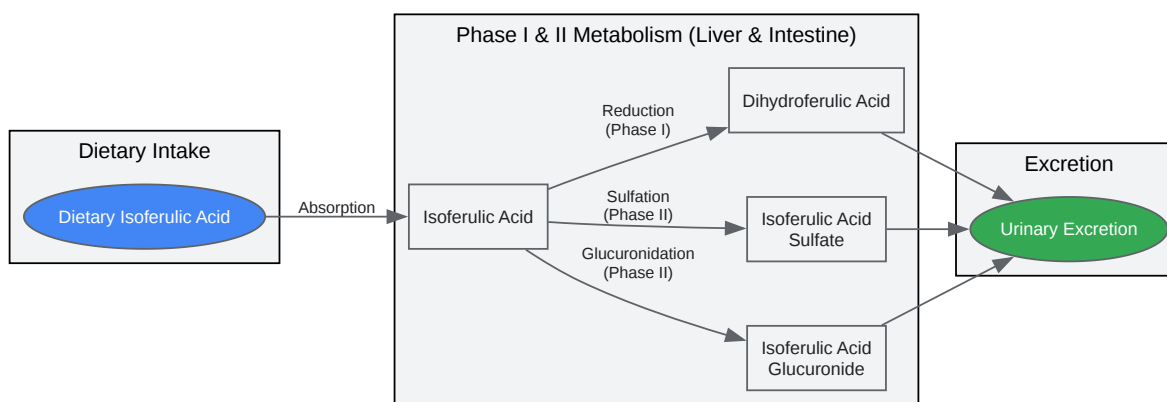 Phase I & II Metabolism (Liver & Intestine)
Dietary Intake
Dietary Isoferulic Acid
Absorption
Isoferulic Acid
Reduction
(Phase I)
Dihydroferulic Acid
Sulfation
(Phase II)
Isoferulic Acid
Sulfate
Glucuronidation
(Phase II)
Isoferulic Acid
Glucuronide
Excretion
Urinary Excretion